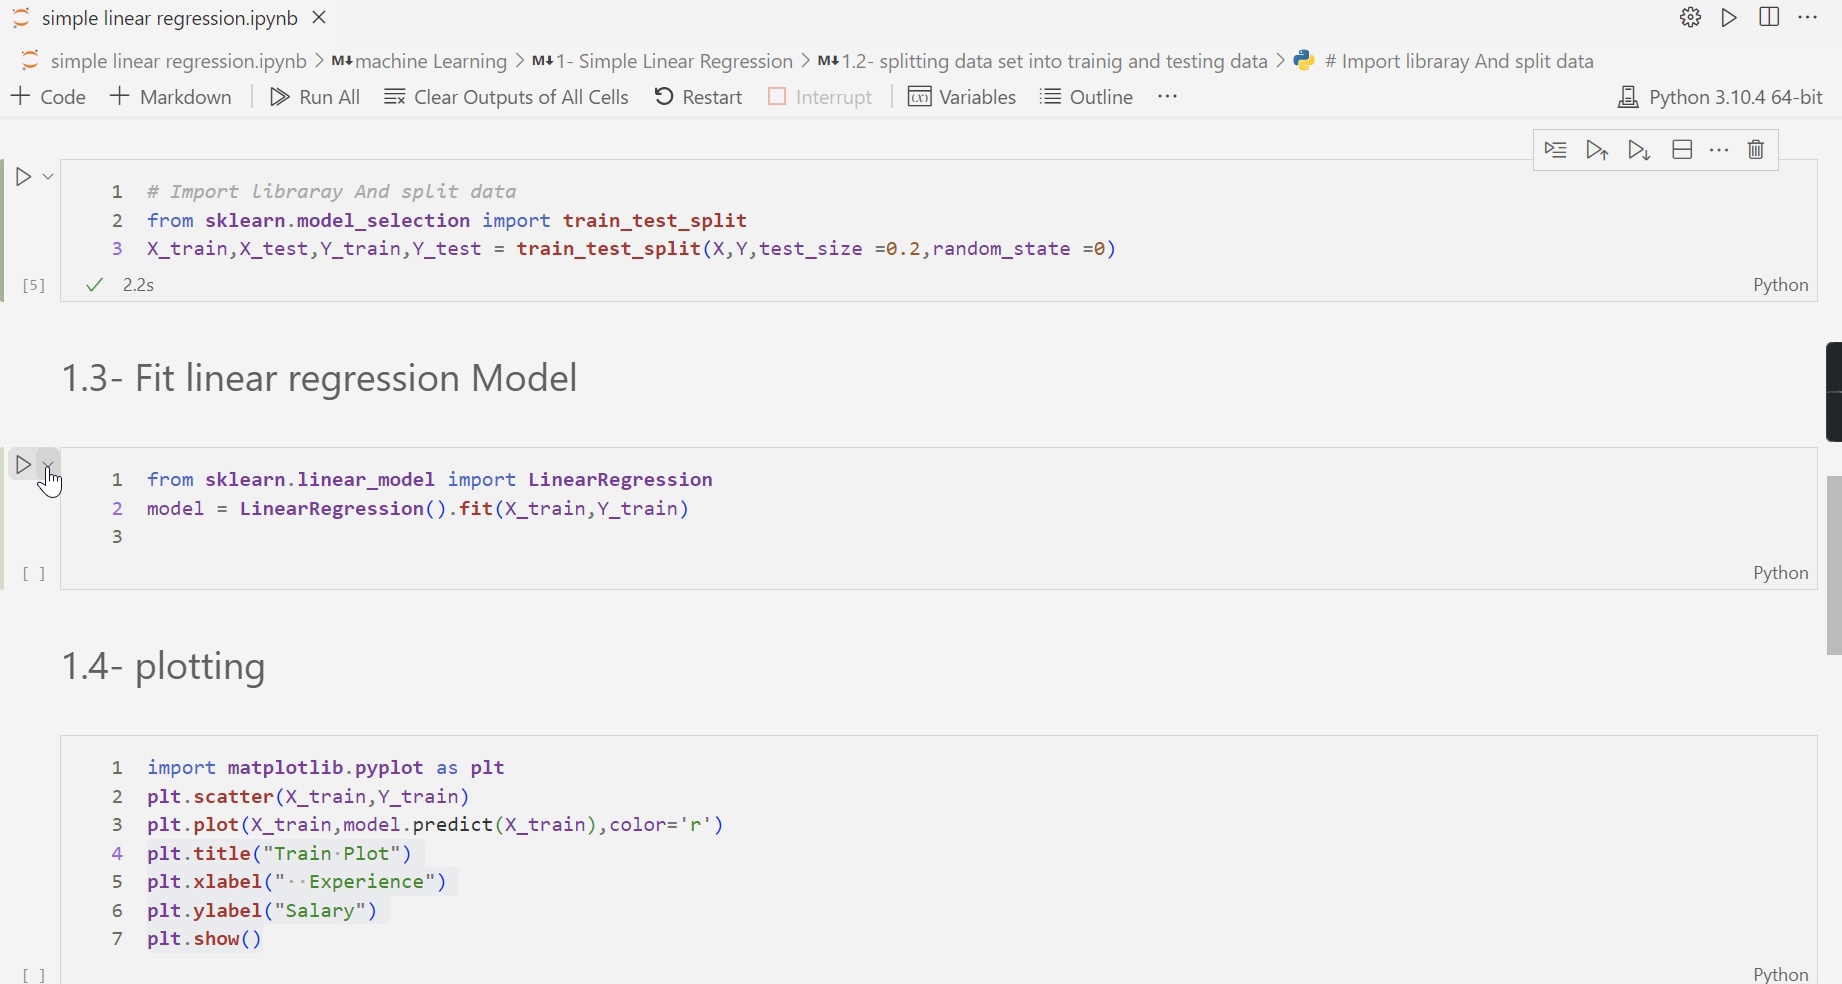 simple linear regression.ipynb
simple linear regression.ipynb > M↓machine Learning > M↓1- Simple Linear Regression > M↓1.2- splitting data set into trainig and testing data > # Import libraray And split data
+ Code + Markdown Run All Clear Outputs of All Cells Restart Interrupt Variables Outline ··· Python 3.10.4 64-bit
1 # Import libraray And split data
2 from sklearn.model_selection import train_test_split
3 X_train,X_test,Y_train,Y_test = train_test_split(X,Y,test_size =0.2,random_state =0)
[5] ✓ 2.2s Python
1.3- Fit linear regression Model
1 from sklearn.linear_model import LinearRegression
2 model = LinearRegression().fit(X_train,Y_train)
3
[ ] Python
1.4- plotting
1 import matplotlib.pyplot as plt
2 plt.scatter(X_train,Y_train)
3 plt.plot(X_train,model.predict(X_train),color='r')
4 plt.title("Train·Plot")
5 plt.xlabel("··Experience")
6 plt.ylabel("Salary")
7 plt.show()
[ ] Python